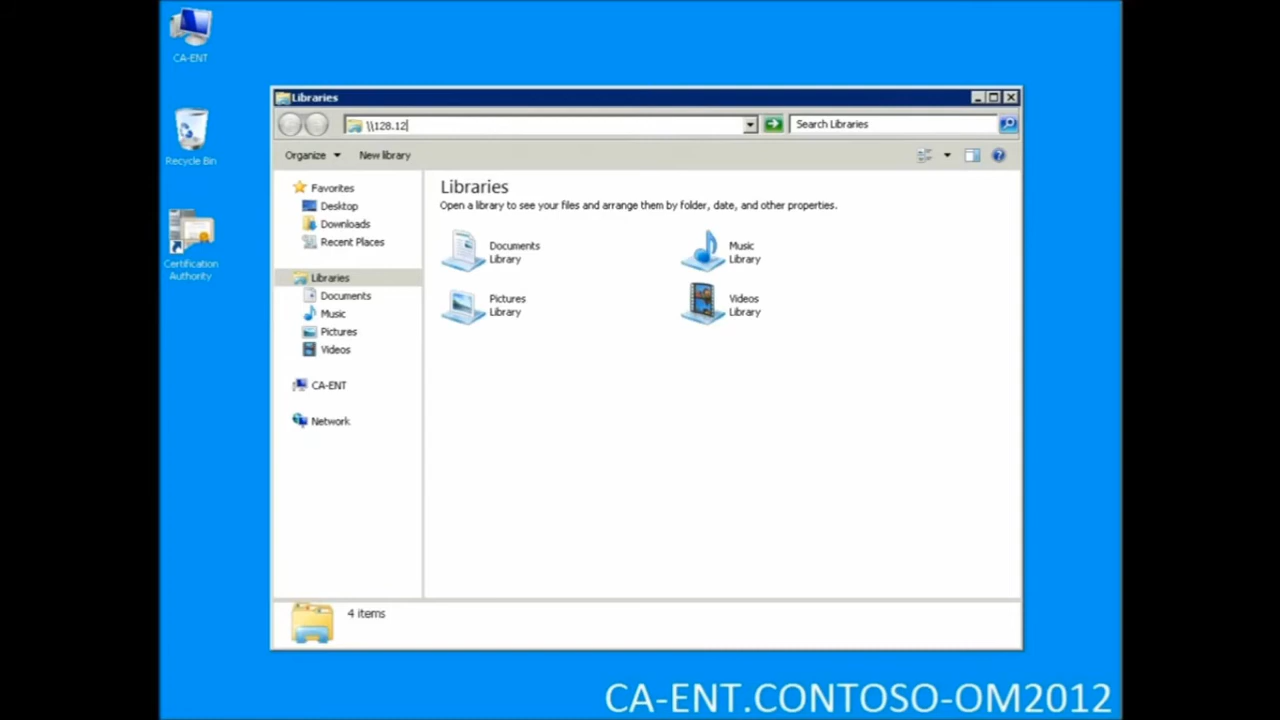 CA-ENT
Recycle Bin
Certification
Authority
Libraries
\\128.12
Search Libraries
Organize
New library
Favorites
Desktop
Downloads
Recent Places
Libraries
Documents
Music
Pictures
Videos
CA-ENT
Network
Libraries
Open a library to see your files and arrange them by folder, date, and other properties.
Documents
Library
Music
Library
Pictures
Library
Videos
Library
4 items
CA-ENT.CONTOSO-OM2012